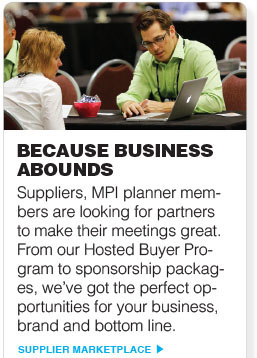 BECAUSE BUSINESS
ABOUNDS
Suppliers, MPI planner mem-
bers are looking for partners
to make their meetings great.
From our Hosted Buyer Pro-
gram to sponsorship packag-
es, we've got the perfect op-
portunities for your business,
brand and bottom line.
SUPPLIER MARKETPLACE ▶